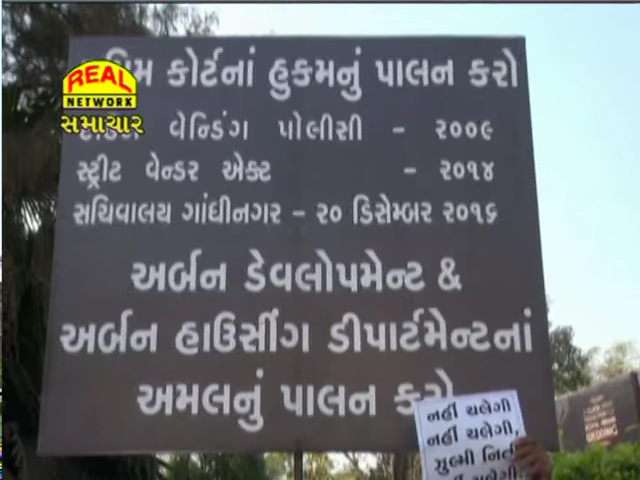 REAL
NETWORK
સમાચાર
કોર્ટનાં હુકમનું પાલન કરો
વેન્ડિંગ પોલીસી - ૨૦૦૯
સ્ટ્રીટ વેન્ડર એક્ટ - ૨૦૧૪
સચિવાલય ગાંધીનગર - ૨૦ ડિસેમ્બર ૨૦૧૬
અર્બન ડેવલોપમેન્ટ &
અર્બન હાઉસીંગ ડીપાર્ટમેન્ટનાં
અમલનું પાલન કરો
નહીં ચલેગી
નહીં ચલેગી,
ઝુલ્મી નિતી